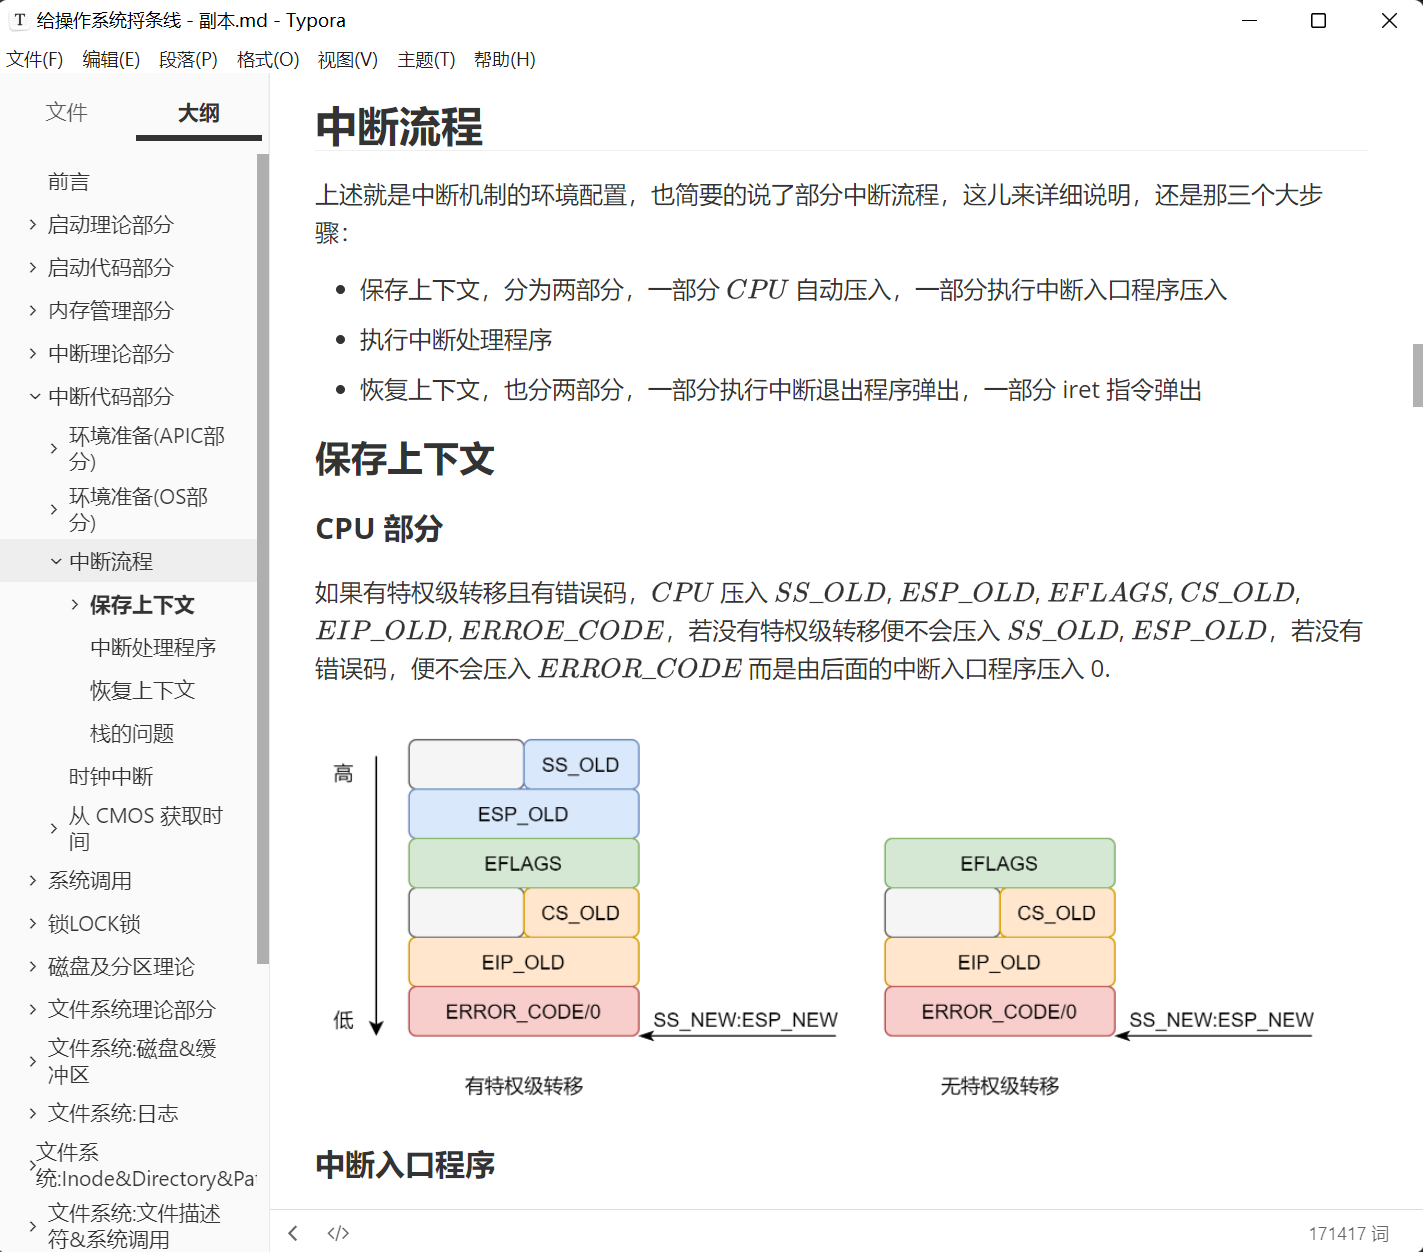 T 给操作系统捋条线 - 副本.md - Typora
文件(F) 编辑(E) 段落(P) 格式(O) 视图(V) 主题(T) 帮助(H)
文件 大纲
前言
启动理论部分
启动代码部分
内存管理部分
中断理论部分
中断代码部分
环境准备(APIC部
分)
环境准备(OS部
分)
中断流程
保存上下文
中断处理程序
恢复上下文
栈的问题
时钟中断
从 CMOS 获取时
间
系统调用
锁LOCK锁
磁盘及分区理论
文件系统理论部分
文件系统:磁盘&缓
冲区
文件系统:日志
文件系
统:Inode&Directory&Pa
文件系统:文件描述
符&系统调用
中断流程
上述就是中断机制的环境配置，也简要的说了部分中断流程，这儿来详细说明，还是那三个大步
骤：
• 保存上下文，分为两部分，一部分 CPU 自动压入，一部分执行中断入口程序压入
• 执行中断处理程序
• 恢复上下文，也分两部分，一部分执行中断退出程序弹出，一部分 iret 指令弹出
保存上下文
CPU 部分
如果有特权级转移且有错误码，CPU 压入 SS_OLD, ESP_OLD, EFLAGS, CS_OLD,
EIP_OLD, ERROE_CODE，若没有特权级转移便不会压入 SS_OLD, ESP_OLD，若没有
错误码，便不会压入 ERROR_CODE 而是由后面的中断入口程序压入 0.
高
SS_OLD
ESP_OLD
EFLAGS
CS_OLD
EIP_OLD
ERROR_CODE/0
低
SS_NEW:ESP_NEW
有特权级转移
EFLAGS
CS_OLD
EIP_OLD
ERROR_CODE/0
SS_NEW:ESP_NEW
无特权级转移
中断入口程序
</> 171417 词